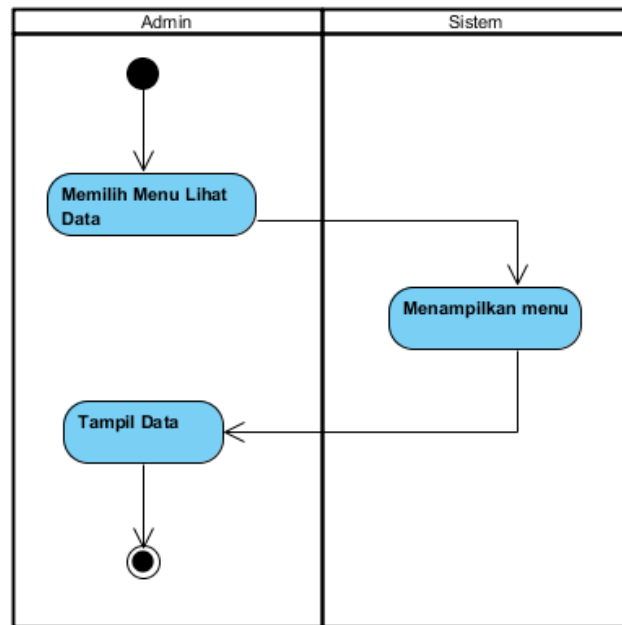 Admin
Sistem
Memilih Menu Lihat
Data
Menampilkan menu
Tampil Data